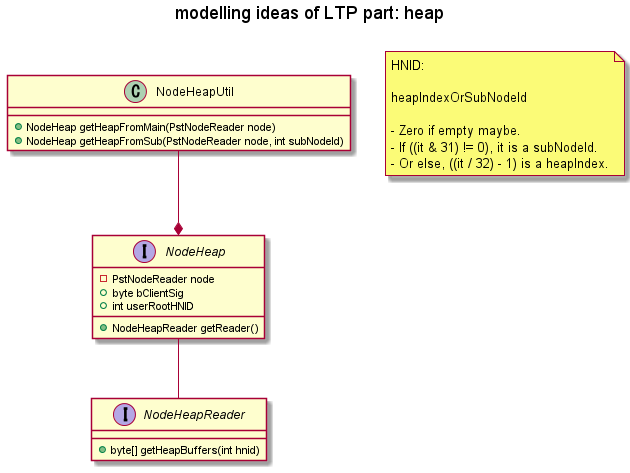 modelling ideas of LTP part: heap
HNID:
heapIndexOrSubNodeId
- Zero if empty maybe.
- If ((it & 31) != 0), it is a subNodeId.
- Or else, ((it / 32) - 1) is a heapIndex.
C NodeHeapUtil
NodeHeap getHeapFromMain(PstNodeReader node)
NodeHeap getHeapFromSub(PstNodeReader node, int subNodeId)
I NodeHeap
PstNodeReader node
byte bClientSig
int userRootHNID
NodeHeapReader getReader()
I NodeHeapReader
byte[] getHeapBuffers(int hnid)